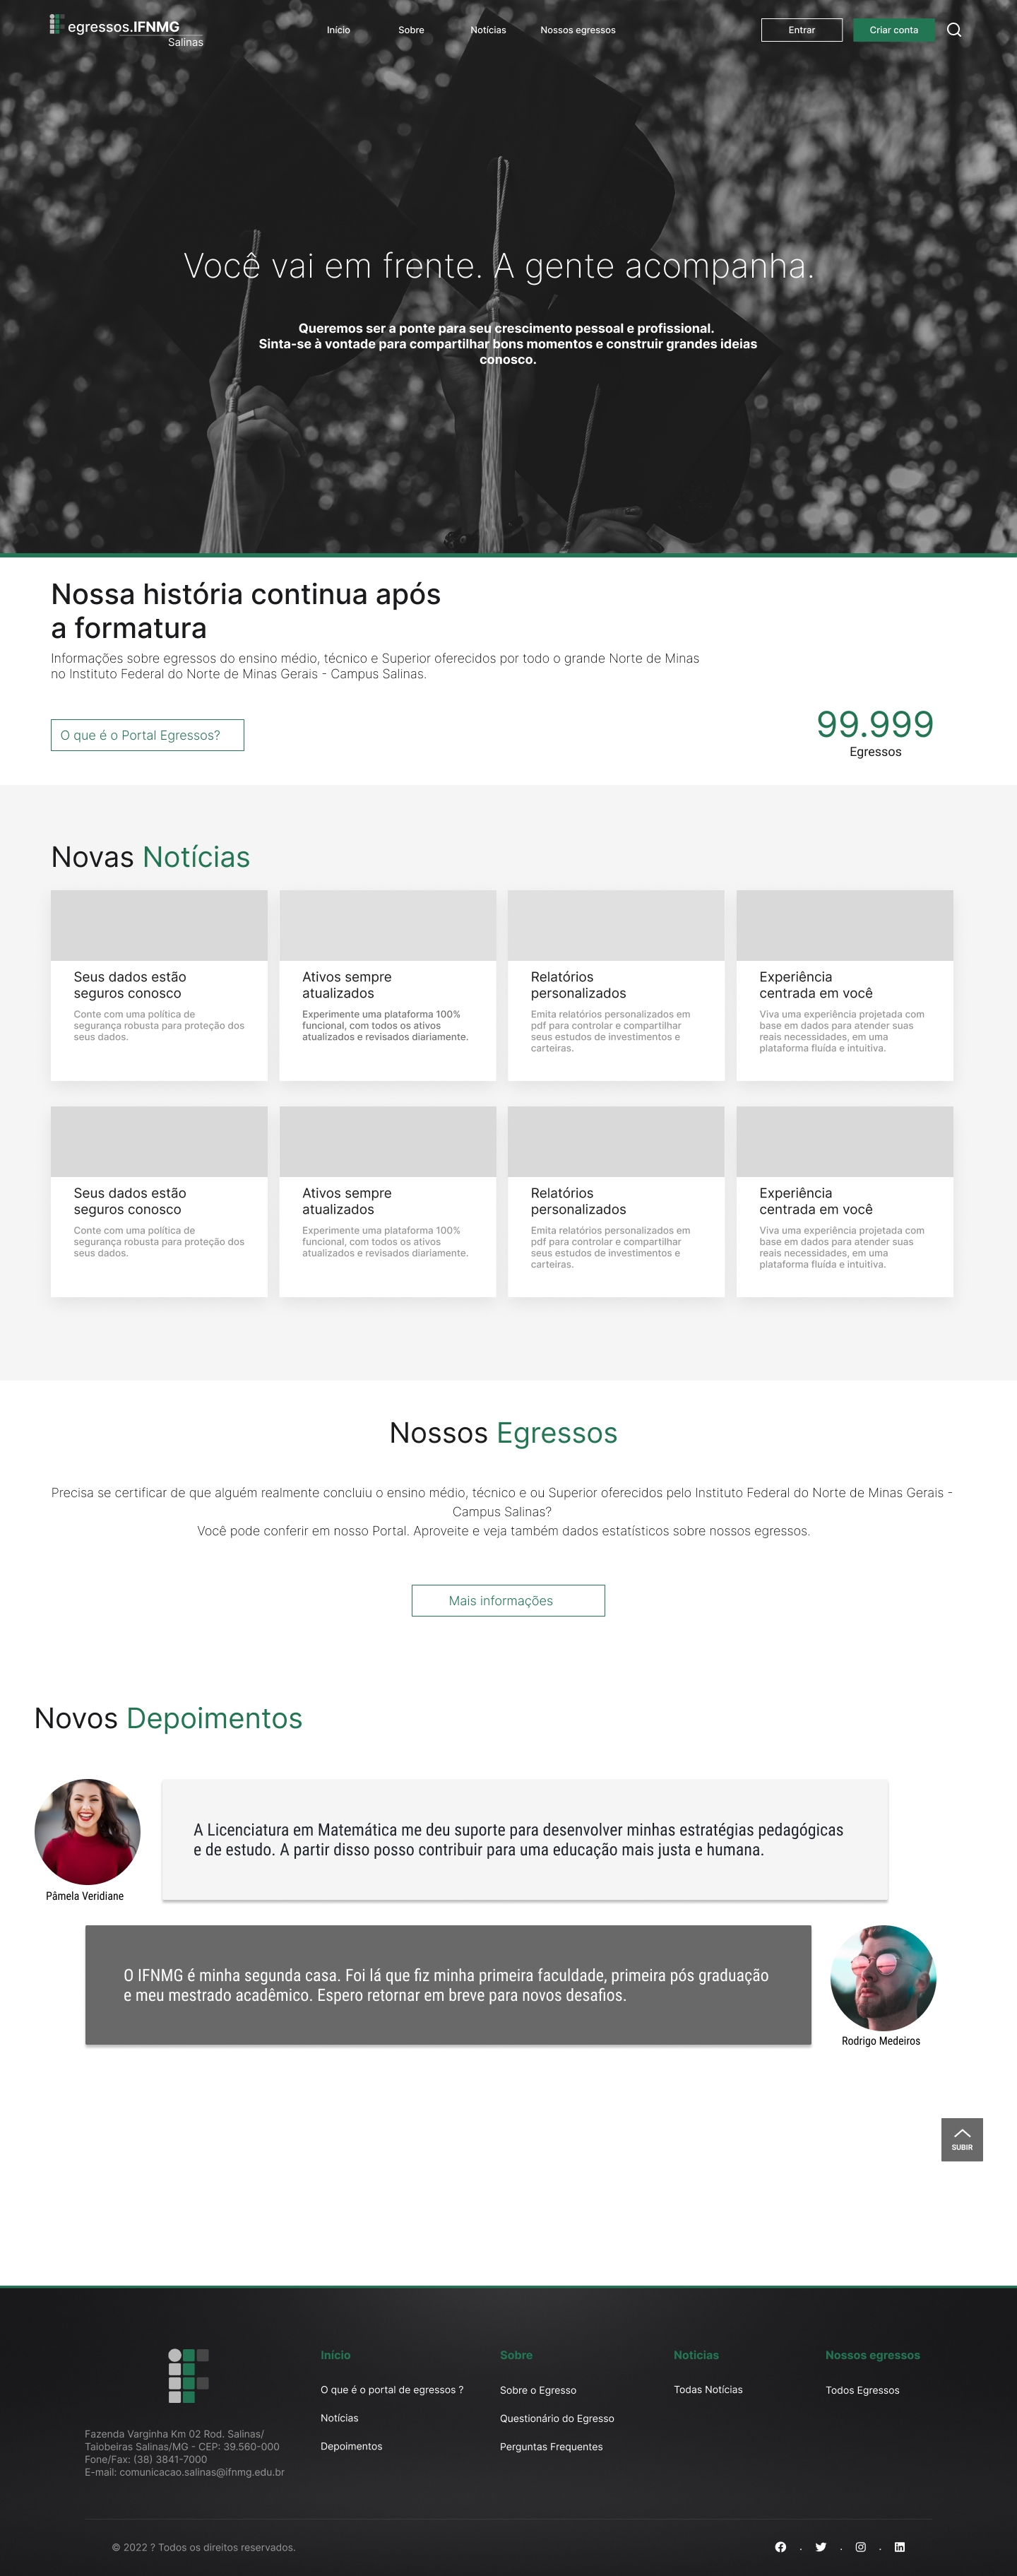 egressos.IFNMG
Salinas
Início
Sobre
Notícias
Nossos egressos
Entrar
Criar conta
Você vai em frente. A gente acompanha.
Queremos ser a ponte para seu crescimento pessoal e profissional.
Sinta-se à vontade para compartilhar bons momentos e construir grandes ideias
conosco.
Nossa história continua após
a formatura
Informações sobre egressos do ensino médio, técnico e Superior oferecidos por todo o grande Norte de Minas
no Instituto Federal do Norte de Minas Gerais - Campus Salinas.
O que é o Portal Egressos?
99.999
Egressos
Novas Notícias
Seus dados estão
seguros conosco
Conte com uma política de
segurança robusta para proteção dos
seus dados.
Ativos sempre
atualizados
Experimente uma plataforma 100%
funcional, com todos os ativos
atualizados e revisados diariamente.
Relatórios
personalizados
Emita relatórios personalizados em
pdf para controlar e compartilhar
seus estudos de investimentos e
carteiras.
Experiência
centrada em você
Viva uma experiência projetada com
base em dados para atender suas
reais necessidades, em uma
plataforma fluída e intuitiva.
Seus dados estão
seguros conosco
Conte com uma política de
segurança robusta para proteção dos
seus dados.
Ativos sempre
atualizados
Experimente uma plataforma 100%
funcional, com todos os ativos
atualizados e revisados diariamente.
Relatórios
personalizados
Emita relatórios personalizados em
pdf para controlar e compartilhar
seus estudos de investimentos e
carteiras.
Experiência
centrada em você
Viva uma experiência projetada com
base em dados para atender suas
reais necessidades, em uma
plataforma fluída e intuitiva.
Nossos Egressos
Precisa se certificar de que alguém realmente concluiu o ensino médio, técnico e ou Superior oferecidos pelo Instituto Federal do Norte de Minas Gerais -
Campus Salinas?
Você pode conferir em nosso Portal. Aproveite e veja também dados estatísticos sobre nossos egressos.
Mais informações
Novos Depoimentos
A Licenciatura em Matemática me deu suporte para desenvolver minhas estratégias pedagógicas
e de estudo. A partir disso posso contribuir para uma educação mais justa e humana.
Pâmela Veridiane
O IFNMG é minha segunda casa. Foi lá que fiz minha primeira faculdade, primeira pós graduação
e meu mestrado acadêmico. Espero retornar em breve para novos desafios.
Rodrigo Medeiros
SUBIR
Fazenda Varginha Km 02 Rod. Salinas/
Taiobeiras Salinas/MG - CEP: 39.560-000
Fone/Fax: (38) 3841-7000
E-mail: comunicacao.salinas@ifnmg.edu.br
Início
O que é o portal de egressos ?
Notícias
Depoimentos
Sobre
Sobre o Egresso
Questionário do Egresso
Perguntas Frequentes
Noticias
Todas Notícias
Nossos egressos
Todos Egressos
© 2022 ? Todos os direitos reservados.